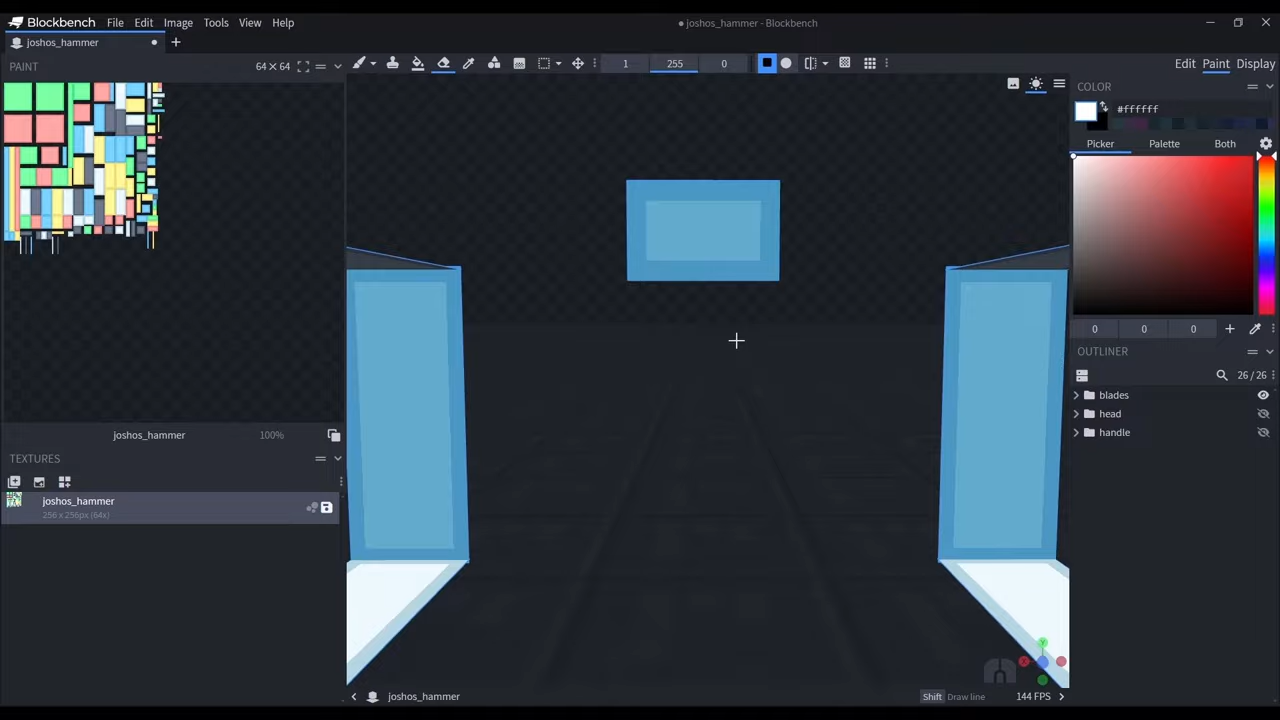 Blockbench File Edit Image Tools View Help
joshos_hammer - Blockbench
joshos_hammer
PAINT 64×64
1 255 0
Edit Paint Display
COLOR
#ffffff
Picker Palette Both
0 0 0
OUTLINER
26/26
blades
head
handle
joshos_hammer 100%
TEXTURES
joshos_hammer
256 x 256px (64x)
joshos_hammer
Shift Draw line 144 FPS
Y
X